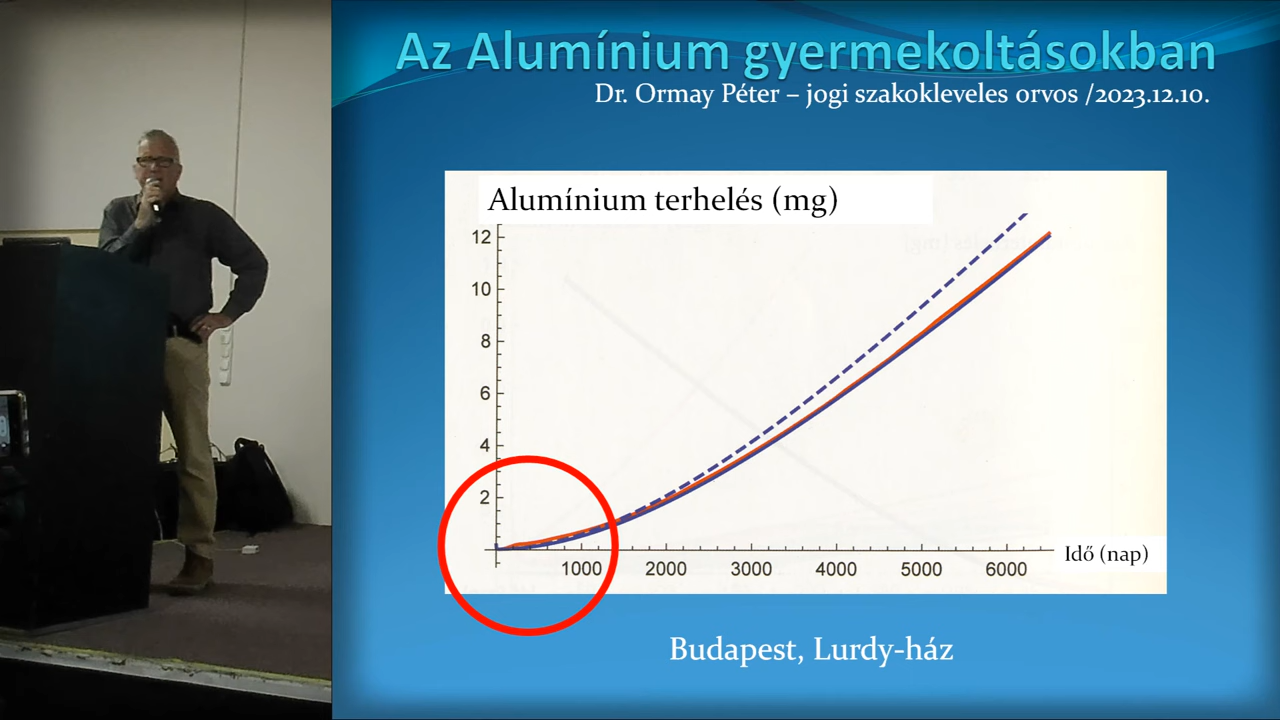 Az Alumínium gyermekoltásokban
Dr. Ormay Péter – jogi szakokleveles orvos /2023.12.10.
Alumínium terhelés (mg)
12
10
8
6
4
2
1000 2000 3000 4000 5000 6000
Idő (nap)
Budapest, Lurdy-ház